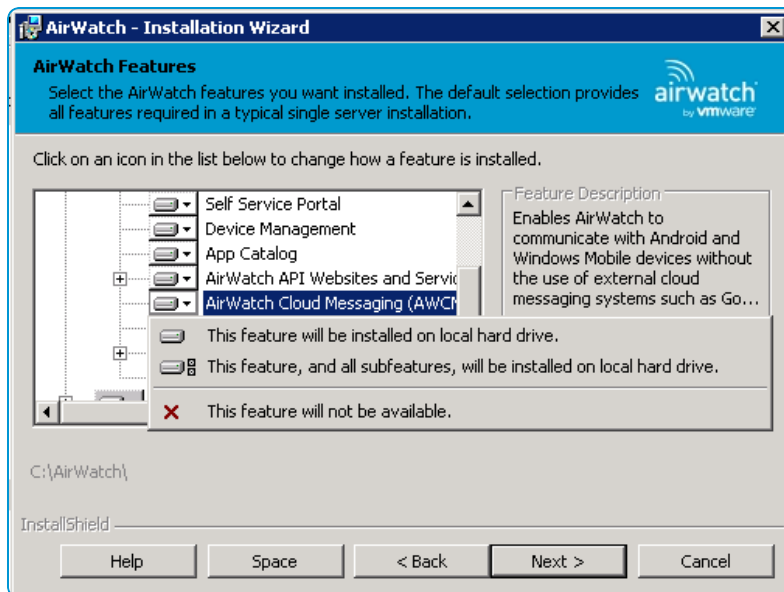 AirWatch - Installation Wizard
AirWatch Features
Select the AirWatch features you want installed. The default selection provides
all features required in a typical single server installation.
airwatch
by vmware
Click on an icon in the list below to change how a feature is installed.
Self Service Portal
Device Management
App Catalog
AirWatch API Websites and Servic
AirWatch Cloud Messaging (AWCM
Feature Description
Enables AirWatch to
communicate with Android and
Windows Mobile devices without
the use of external cloud
messaging systems such as Go...
This feature will be installed on local hard drive.
This feature, and all subfeatures, will be installed on local hard drive.
This feature will not be available.
C:\AirWatch\
InstallShield
Help
Space
< Back
Next >
Cancel